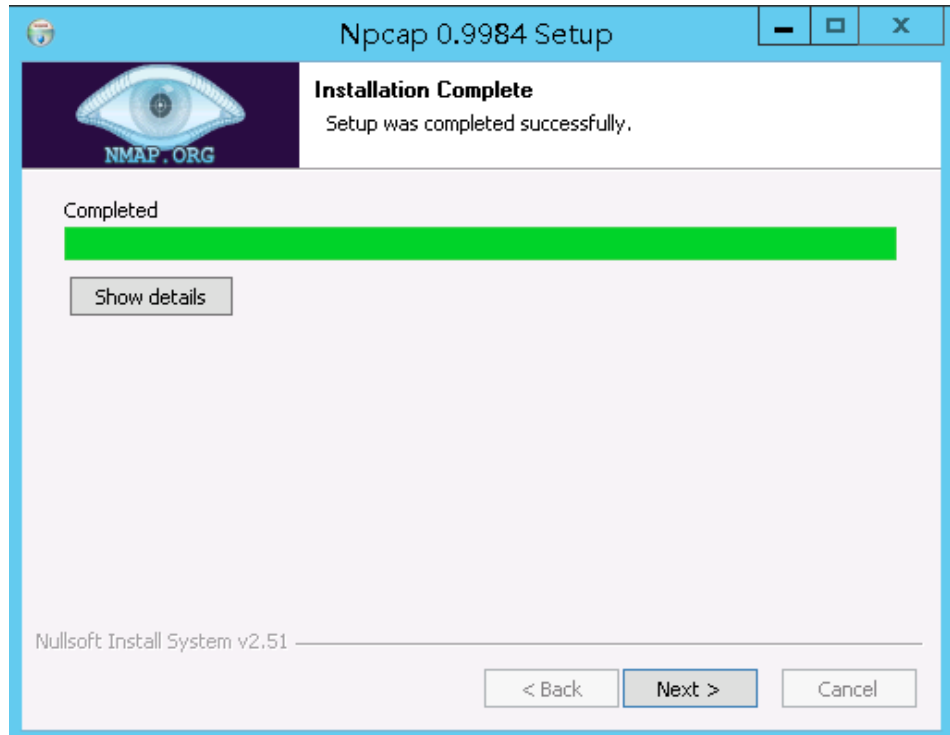 Npcap 0.9984 Setup
NMAP.ORG
Installation Complete
Setup was completed successfully.
Completed
Show details
Nullsoft Install System v2.51
< Back
Next >
Cancel